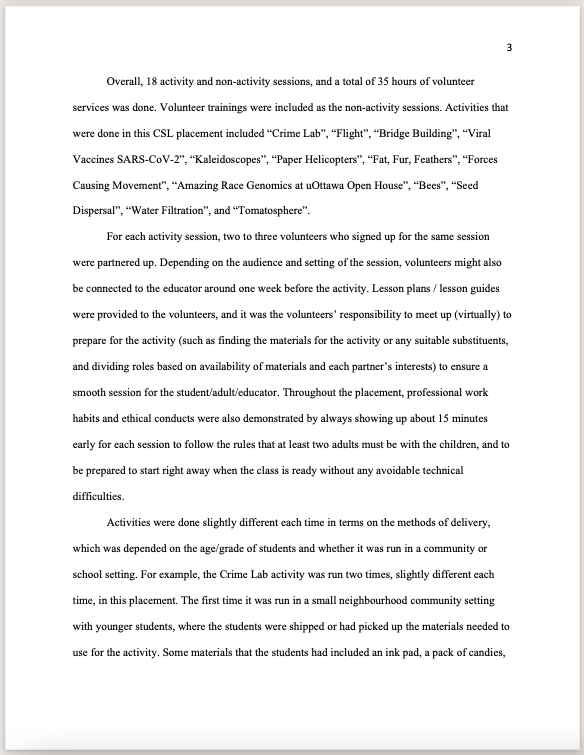 3
Overall, 18 activity and non-activity sessions, and a total of 35 hours of volunteer
services was done. Volunteer trainings were included as the non-activity sessions. Activities that
were done in this CSL placement included “Crime Lab”, “Flight”, “Bridge Building”, “Viral
Vaccines SARS-CoV-2”, “Kaleidoscopes”, “Paper Helicopters”, “Fat, Fur, Feathers”, “Forces
Causing Movement”, “Amazing Race Genomics at uOttawa Open House”, “Bees”, “Seed
Dispersal”, “Water Filtration”, and “Tomatosphere”.
For each activity session, two to three volunteers who signed up for the same session
were partnered up. Depending on the audience and setting of the session, volunteers might also
be connected to the educator around one week before the activity. Lesson plans / lesson guides
were provided to the volunteers, and it was the volunteers’ responsibility to meet up (virtually) to
prepare for the activity (such as finding the materials for the activity or any suitable substituents,
and dividing roles based on availability of materials and each partner’s interests) to ensure a
smooth session for the student/adult/educator. Throughout the placement, professional work
habits and ethical conducts were also demonstrated by always showing up about 15 minutes
early for each session to follow the rules that at least two adults must be with the children, and to
be prepared to start right away when the class is ready without any avoidable technical
difficulties.
Activities were done slightly different each time in terms on the methods of delivery,
which was depended on the age/grade of students and whether it was run in a community or
school setting. For example, the Crime Lab activity was run two times, slightly different each
time, in this placement. The first time it was run in a small neighbourhood community setting
with younger students, where the students were shipped or had picked up the materials needed to
use for the activity. Some materials that the students had included an ink pad, a pack of candies,